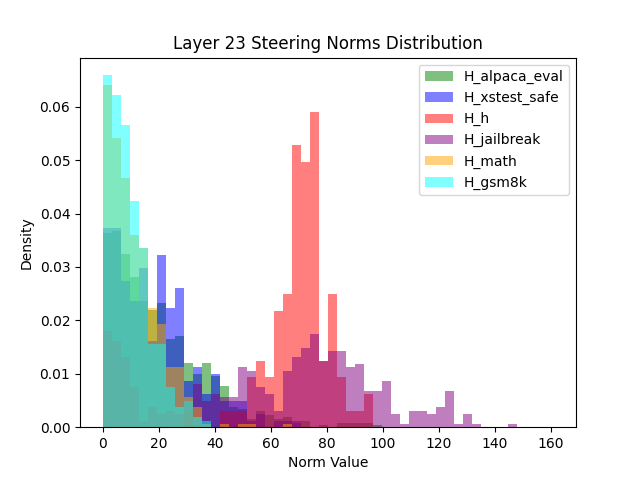 Layer 23 Steering Norms Distribution
H_alpaca_eval
H_xstest_safe
H_h
H_jailbreak
H_math
H_gsm8k
Density
0.06
0.05
0.04
0.03
0.02
0.01
0.00
0 20 40 60 80 100 120 140 160
Norm Value